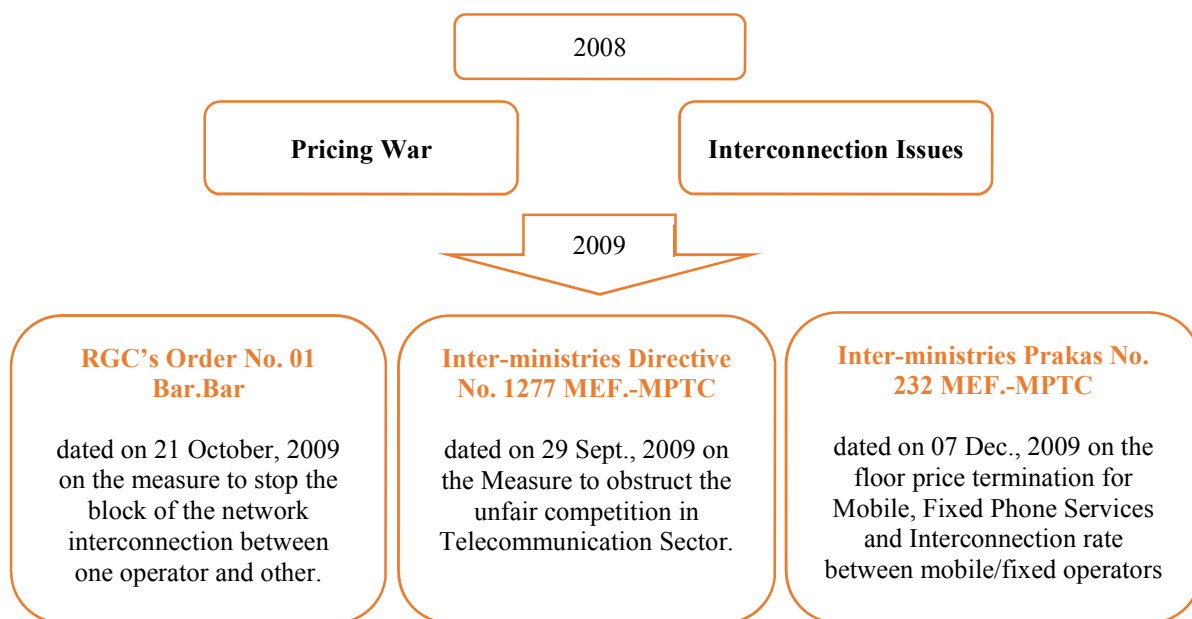 2008
Pricing War
Interconnection Issues
2009
RGC’s Order No. 01
Bar.Bar
dated on 21 October, 2009
on the measure to stop the
block of the network
interconnection between
one operator and other.
Inter-ministries Directive
No. 1277 MEF.-MPTC
dated on 29 Sept., 2009 on
the Measure to obstruct the
unfair competition in
Telecommunication Sector.
Inter-ministries Prakas No.
232 MEF.-MPTC
dated on 07 Dec., 2009 on the
floor price termination for
Mobile, Fixed Phone Services
and Interconnection rate
between mobile/fixed operators